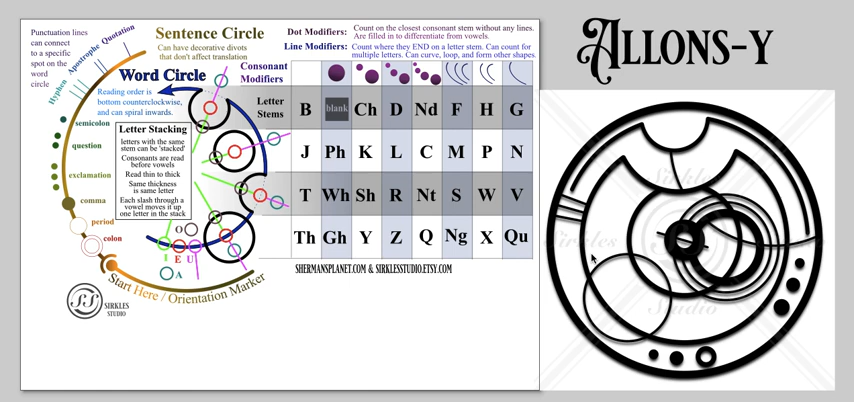 Punctuation lines
can connect
to a specific
spot on the
word
circle
Hyphen
Apostrophe
Quotation
semicolon
question
exclamation
comma
period
colon
Start Here / Orientation Marker
Sentence Circle
Can have decorative divots
that don't affect translation
Word Circle
Reading order is
bottom counterclockwise,
and can spiral inwards.
Letter Stacking
letters with the same
stem can be 'stacked'
Consonants are read
before vowels
Read thin to thick
Same thickness
is same letter
Each slash through a
vowel moves it up
one letter in the stack
O
I
E
U
A
Dot Modifiers: Count on the closest consonant stem without any lines.
Are filled in to differentiate from vowels.
Line Modifiers: Count where they END on a letter stem. Can count for
multiple letters. Can curve, loop, and form other shapes.
Consonant
Modifiers
Letter
Stems
B blank Ch D Nd F H G
J Ph K L C M P N
T Wh Sh R Nt S W V
Th Gh Y Z Q Ng X Qu
SHERMANSPLANET.COM & SIRKLESSTUDIO.ETSY.COM
SS
SIRKLES
STUDIO
ALLONS-Y
Sirkles
Sirkles
Studio